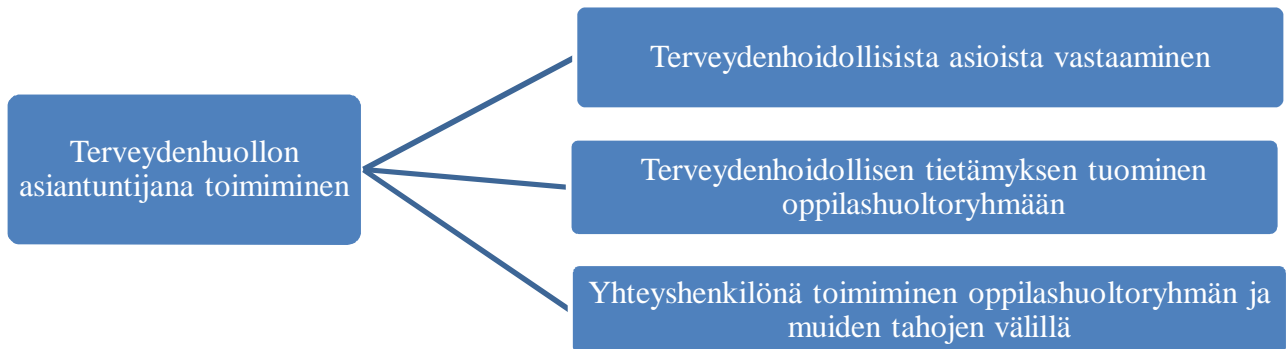 Terveydenhuollon
asiantuntijana toimiminen
Terveydenhoidollisista asioista vastaaminen
Terveydenhoidollisen tietämyksen tuominen
oppilashuoltoryhmään
Yhteyshenkilönä toimiminen oppilashuoltoryhmän ja
muiden tahojen välillä